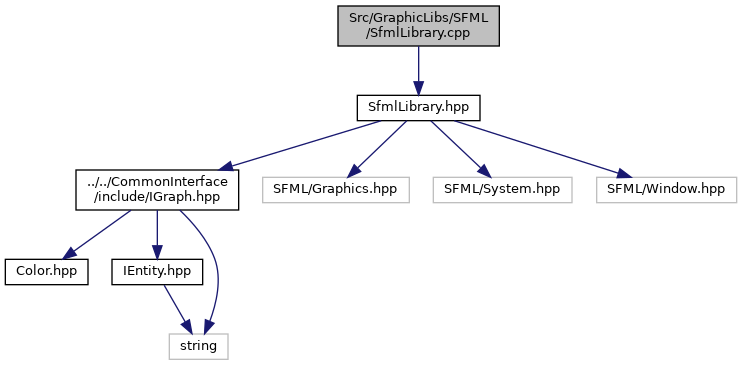 Src/GraphicLibs/SFML
/SfmlLibrary.cpp
SfmlLibrary.hpp
../../CommonInterface
/include/IGraph.hpp
SFML/Graphics.hpp
SFML/System.hpp
SFML/Window.hpp
Color.hpp
IEntity.hpp
string